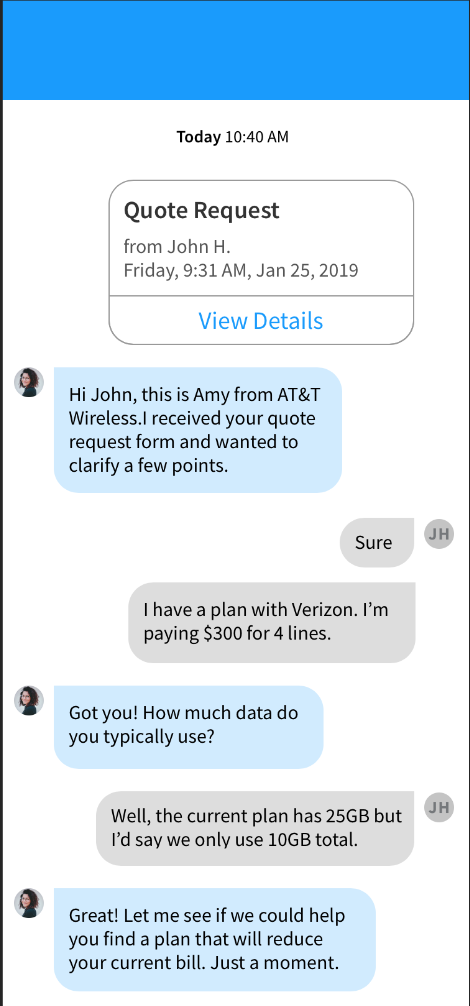 Today 10:40 AM
Quote Request
from John H.
Friday, 9:31 AM, Jan 25, 2019
View Details
Hi John, this is Amy from AT&T
Wireless.I received your quote
request form and wanted to
clarify a few points.
Sure
JH
I have a plan with Verizon. I’m
paying $300 for 4 lines.
Got you! How much data do
you typically use?
Well, the current plan has 25GB but
I’d say we only use 10GB total.
JH
Great! Let me see if we could help
you find a plan that will reduce
your current bill. Just a moment.